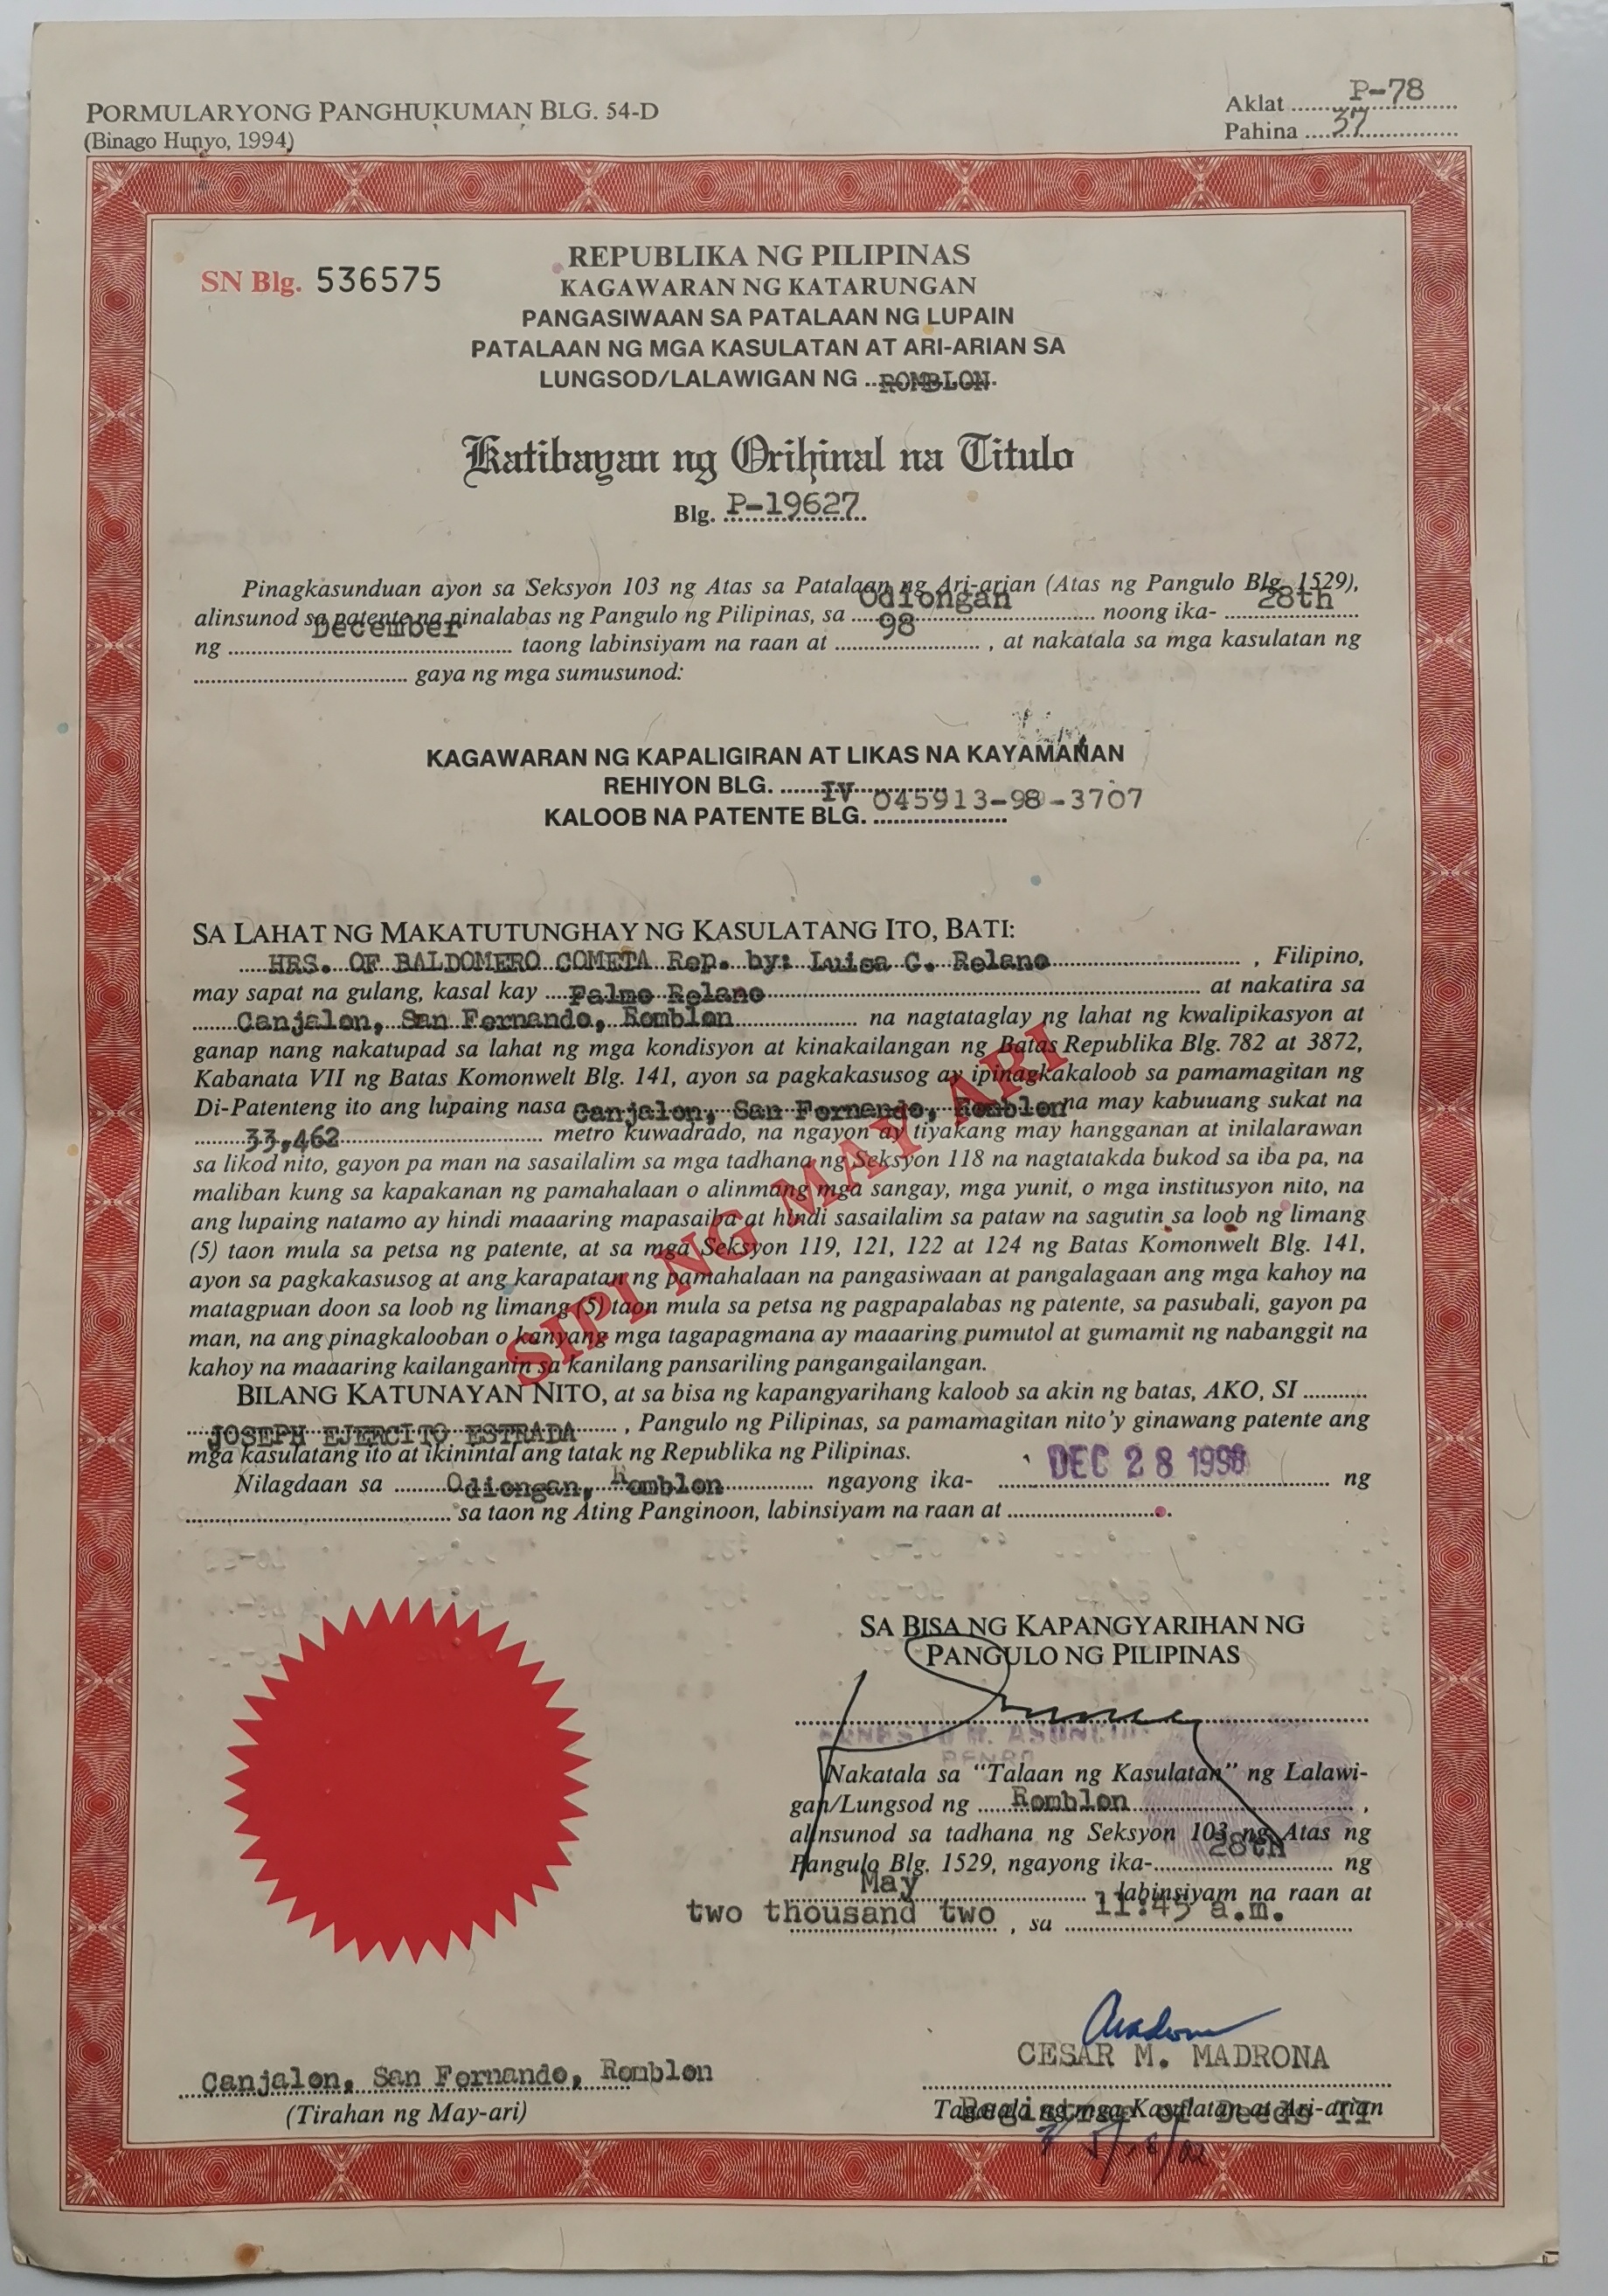 PORMULARYONG PANGHUKUMAN BLG. 54-D
(Binago Hunyo, 1994)
Aklat P-78
Pahina 37
SN Blg. 536575
REPUBLIKA NG PILIPINAS
KAGAWARAN NG KATARUNGAN
PANGASIWAAN SA PATALAAN NG LUPAIN
PATALAAN NG MGA KASULATAN AT ARI-ARIAN SA
LUNGSOD/LALAWIGAN NG ROMBLON
Katibayan ng Orihinal na Titulo
Blg. P-19627
Pinagkasunduan ayon sa Seksyon 103 ng Atas sa Patalaan ng Ari-arian (Atas ng Pangulo Blg. 1529),
alinsunod sa patente na pinalabas ng Pangulo ng Pilipinas, sa Odiongan noong ika- 28th
ng December taong labinsiyam na raan at 98, at nakatala sa mga kasulatan ng
gaya ng mga sumusunod:
KAGAWARAN NG KAPALIGIRAN AT LIKAS NA KAYAMANAN
REHIYON BLG. IV
KALOOB NA PATENTE BLG. 045913-98-3707
SA LAHAT NG MAKATUTUNGHAY NG KASULATANG ITO, BATI:
HRS. OF BALDOMERO COMETA Rep. by: Luisa C. Relano, Filipino,
may sapat na gulang, kasal kay Palmo Relano at nakatira sa
Canjalon, San Fernando, Romblon na nagtataglay ng lahat ng kwalipikasyon at
ganap nang nakatupad sa lahat ng mga kondisyon at kinakailangan ng Batas Republika Blg. 782 at 3872,
Kabanata VII ng Batas Komonwelt Blg. 141, ayon sa pagkakasusog ay ipinagkakaloob sa pamamagitan ng
Di-Patenteng ito ang lupaing nasa Canjalon, San Fernando, Romblon na may kabuuang sukat na
33,462 metro kuwadrado, na ngayon ay tiyakang may hangganan at inilalarawan
sa likod nito, gayon pa man na sasailalim sa mga tadhana ng Seksyon 118 na nagtatakda bukod sa iba pa, na
maliban kung sa kapakanan ng pamahalaan o alinmang mga sangay, mga yunit, o mga institusyon nito, na
ang lupaing natamo ay hindi maaaring mapasaiba at hindi sasailalim sa pataw na sagutin sa loob ng limang
(5) taon mula sa petsa ng patente, at sa mga Seksyon 119, 121, 122 at 124 ng Batas Komonwelt Blg. 141,
ayon sa pagkakasusog at ang karapatan ng pamahalaan na pangasiwaan at pangalagaan ang mga kahoy na
matagpuan doon sa loob ng limang (5) taon mula sa petsa ng pagpapalabas ng patente, sa pasubali, gayon pa
man, na ang pinagkalooban o kanyang mga tagapagmana ay maaaring pumutol at gumamit ng nabanggit na
kahoy na maaaring kailanganin sa kanilang pansariling pangangailangan.
SIPI NG MAY ARI
BILANG KATUNAYAN NITO, at sa bisa ng kapangyarihang kaloob sa akin ng batas, AKO, SI
JOSEPH EJERCITO ESTRADA, Pangulo ng Pilipinas, sa pamamagitan nito'y ginawang patente ang
mga kasulatang ito at ikinintal ang tatak ng Republika ng Pilipinas.
Nilagdaan sa Odiongan, Romblon ngayong ika- DEC 28 1998 ng
sa taon ng Ating Panginoon, labinsiyam na raan at
SA BISA NG KAPANGYARIHAN NG
PANGULO NG PILIPINAS
PENRO
Nakatala sa "Talaan ng Kasulatan" ng Lalawi-
gan/Lungsod ng Romblon,
alinsunod sa tadhana ng Seksyon 103 ng Atas ng
Pangulo Blg. 1529, ngayong ika- 28th ng
May labinsiyam na raan at
two thousand two, sa 11:45 a.m.
CESAR M. MADRONA
Tagatala ng mga Kasulatan at Ari-arian
Register of Deeds II
Canjalon, San Fernando, Romblon
(Tirahan ng May-ari)